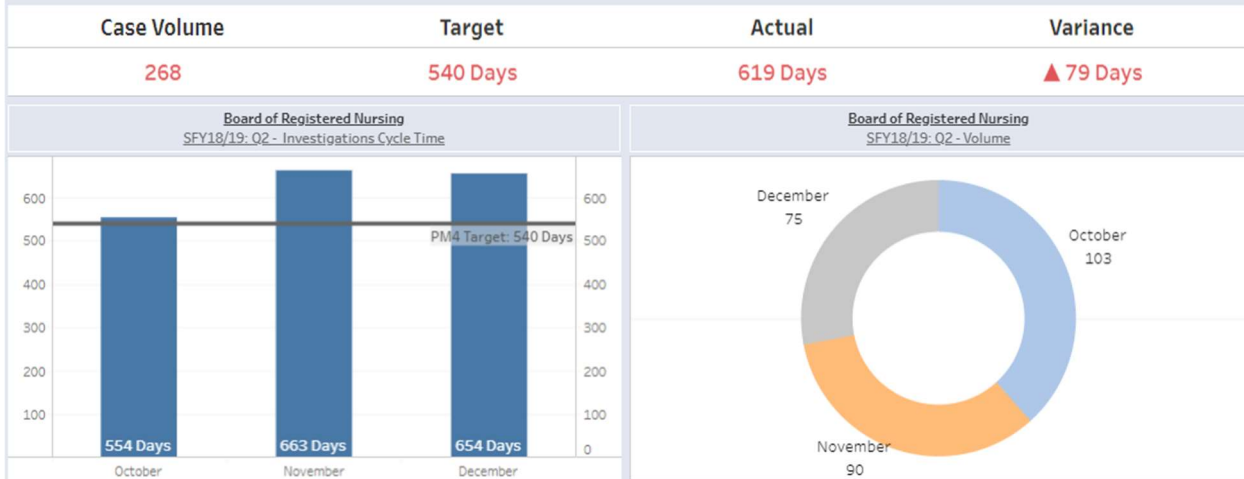 Case Volume Target Actual Variance
268 540 Days 619 Days ▲ 79 Days
Board of Registered Nursing
SFY18/19: Q2 - Investigations Cycle Time
600 600
PM4 Target: 540 Days
500 500
400 400
300 300
200 200
100 100
554 Days 663 Days 654 Days 0
October November December
Board of Registered Nursing
SFY18/19: Q2 - Volume
December
75
October
103
November
90